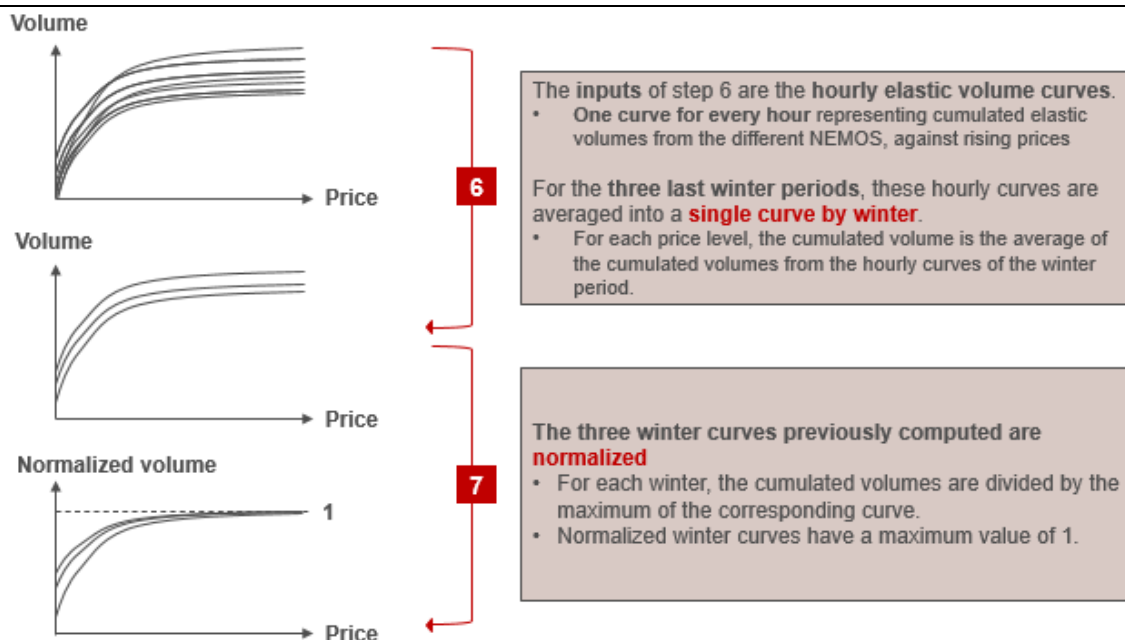 Volume
Price
6
The inputs of step 6 are the hourly elastic volume curves.
• One curve for every hour representing cumulated elastic
volumes from the different NEMOS, against rising prices
For the three last winter periods, these hourly curves are
averaged into a single curve by winter.
• For each price level, the cumulated volume is the average of
the cumulated volumes from the hourly curves of the winter
period.
Volume
Price
Normalized volume
1
Price
7
The three winter curves previously computed are
normalized
• For each winter, the cumulated volumes are divided by the
maximum of the corresponding curve.
• Normalized winter curves have a maximum value of 1.